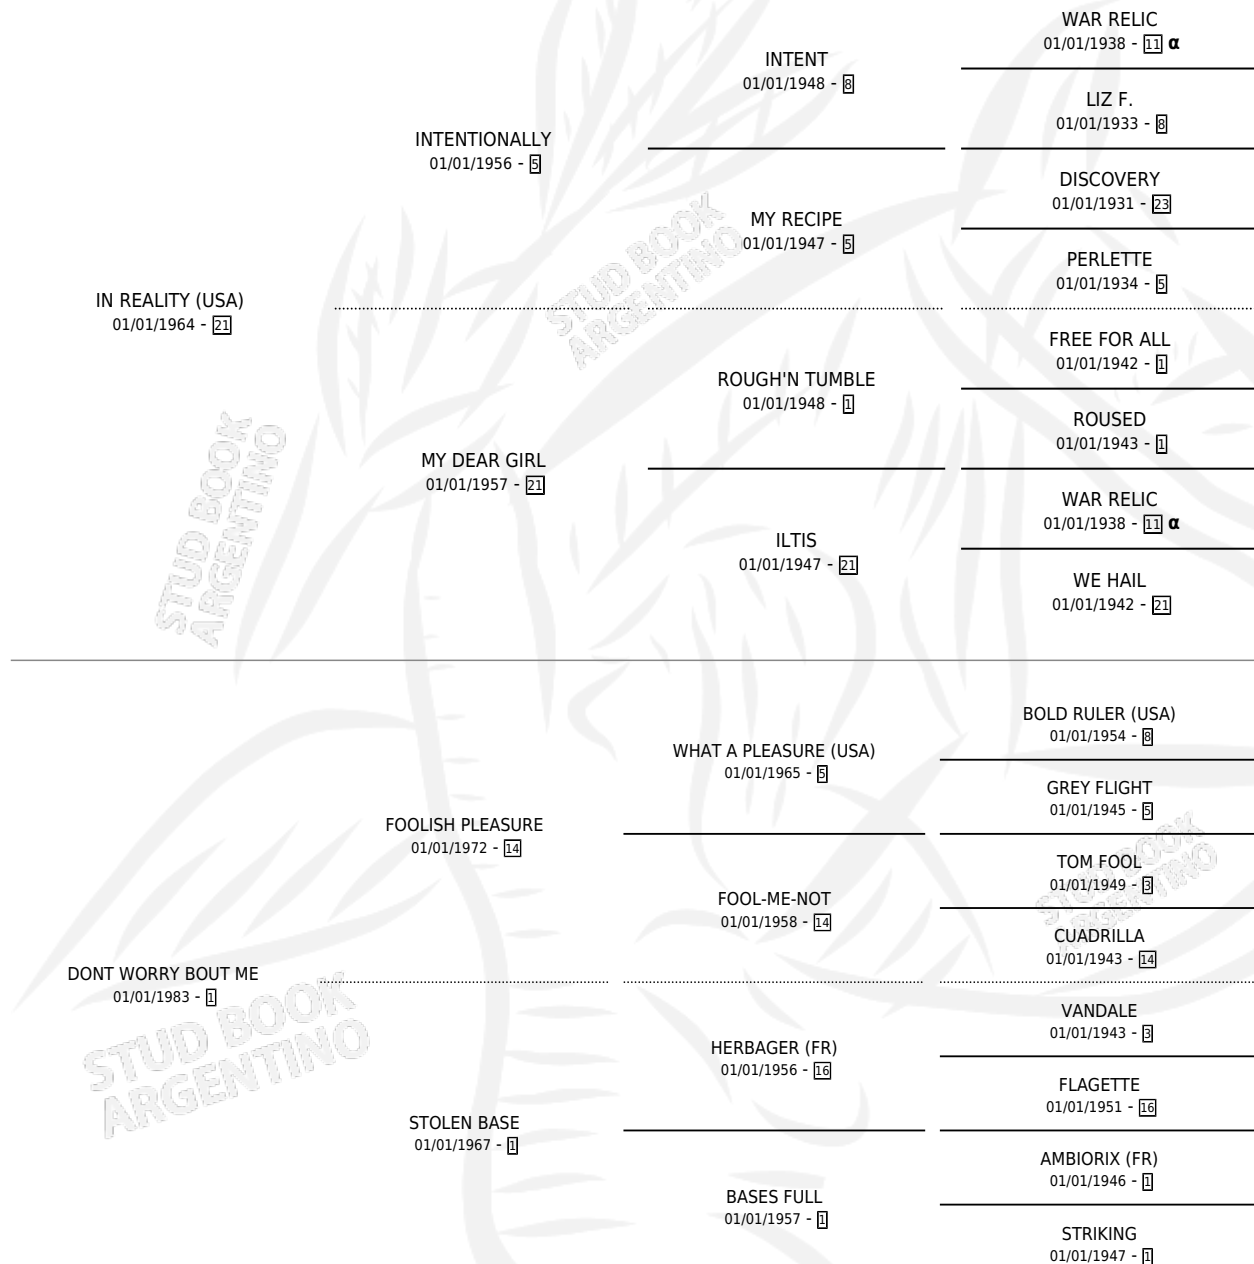 WAR RELIC
01/01/1938 - 11 α
INTENT
01/01/1948 - 8
LIZ F.
01/01/1933 - 8
INTENTIONALLY
01/01/1956 - 5
DISCOVERY
01/01/1931 - 23
MY RECIPE
01/01/1947 - 5
PERLETTE
01/01/1934 - 5
IN REALITY (USA)
01/01/1964 - 21
FREE FOR ALL
01/01/1942 - 1
ROUGH'N TUMBLE
01/01/1948 - 1
ROUSED
01/01/1943 - 1
MY DEAR GIRL
01/01/1957 - 21
WAR RELIC
01/01/1938 - 11 α
ILTIS
01/01/1947 - 21
WE HAIL
01/01/1942 - 21
BOLD RULER (USA)
01/01/1954 - 8
WHAT A PLEASURE (USA)
01/01/1965 - 5
GREY FLIGHT
01/01/1945 - 5
FOOLISH PLEASURE
01/01/1972 - 14
TOM FOOL
01/01/1949 - 3
FOOL-ME-NOT
01/01/1958 - 14
CUADRILLA
01/01/1943 - 14
DONT WORRY BOUT ME
01/01/1983 - 1
VANDALE
01/01/1943 - 3
HERBAGER (FR)
01/01/1956 - 16
FLAGETTE
01/01/1951 - 16
STOLEN BASE
01/01/1967 - 1
AMBIORIX (FR)
01/01/1946 - 1
BASES FULL
01/01/1957 - 1
STRIKING
01/01/1947 - 1
STUD BOOK
ARGENTINO
STUD BOOK
ARGENTINO
STUD BOOK
ARGENTINO
STUD BOOK
ARGENTINO